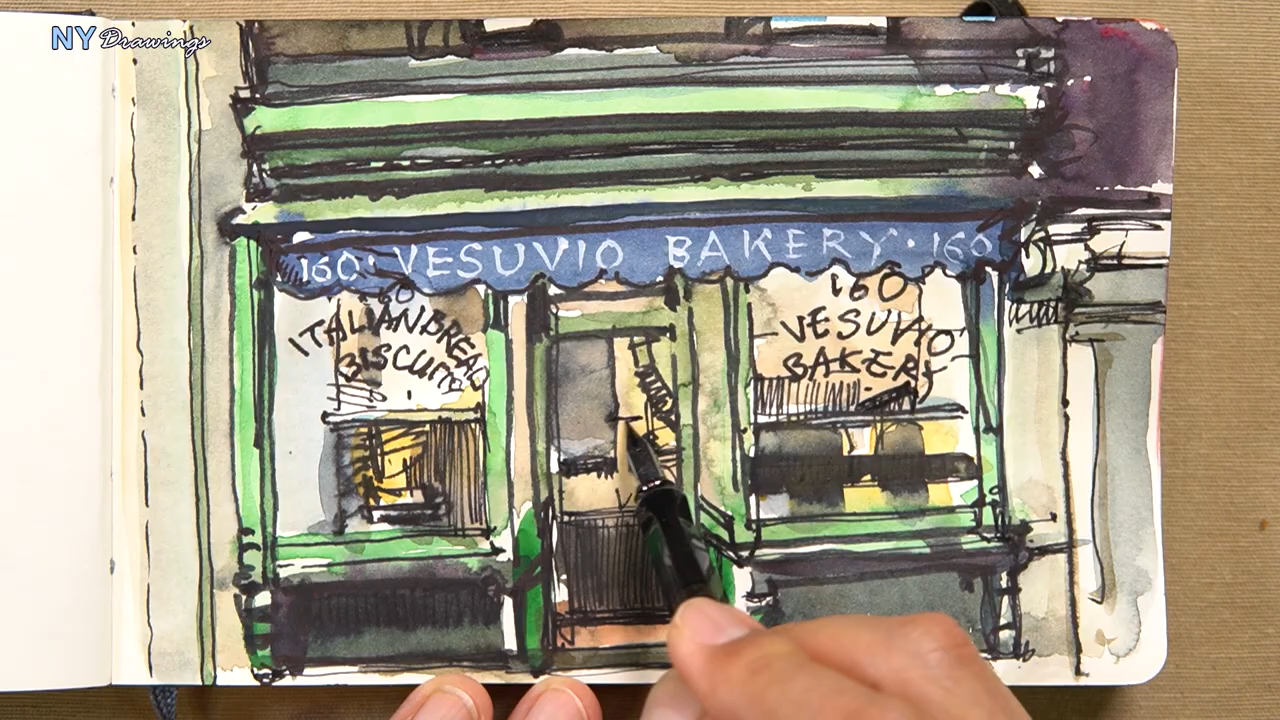 NY Drawings
160 · VESUVIO BAKERY · 160
160
ITALIAN BREAD
BISCUITS
160
VESUVIO
BAKERY